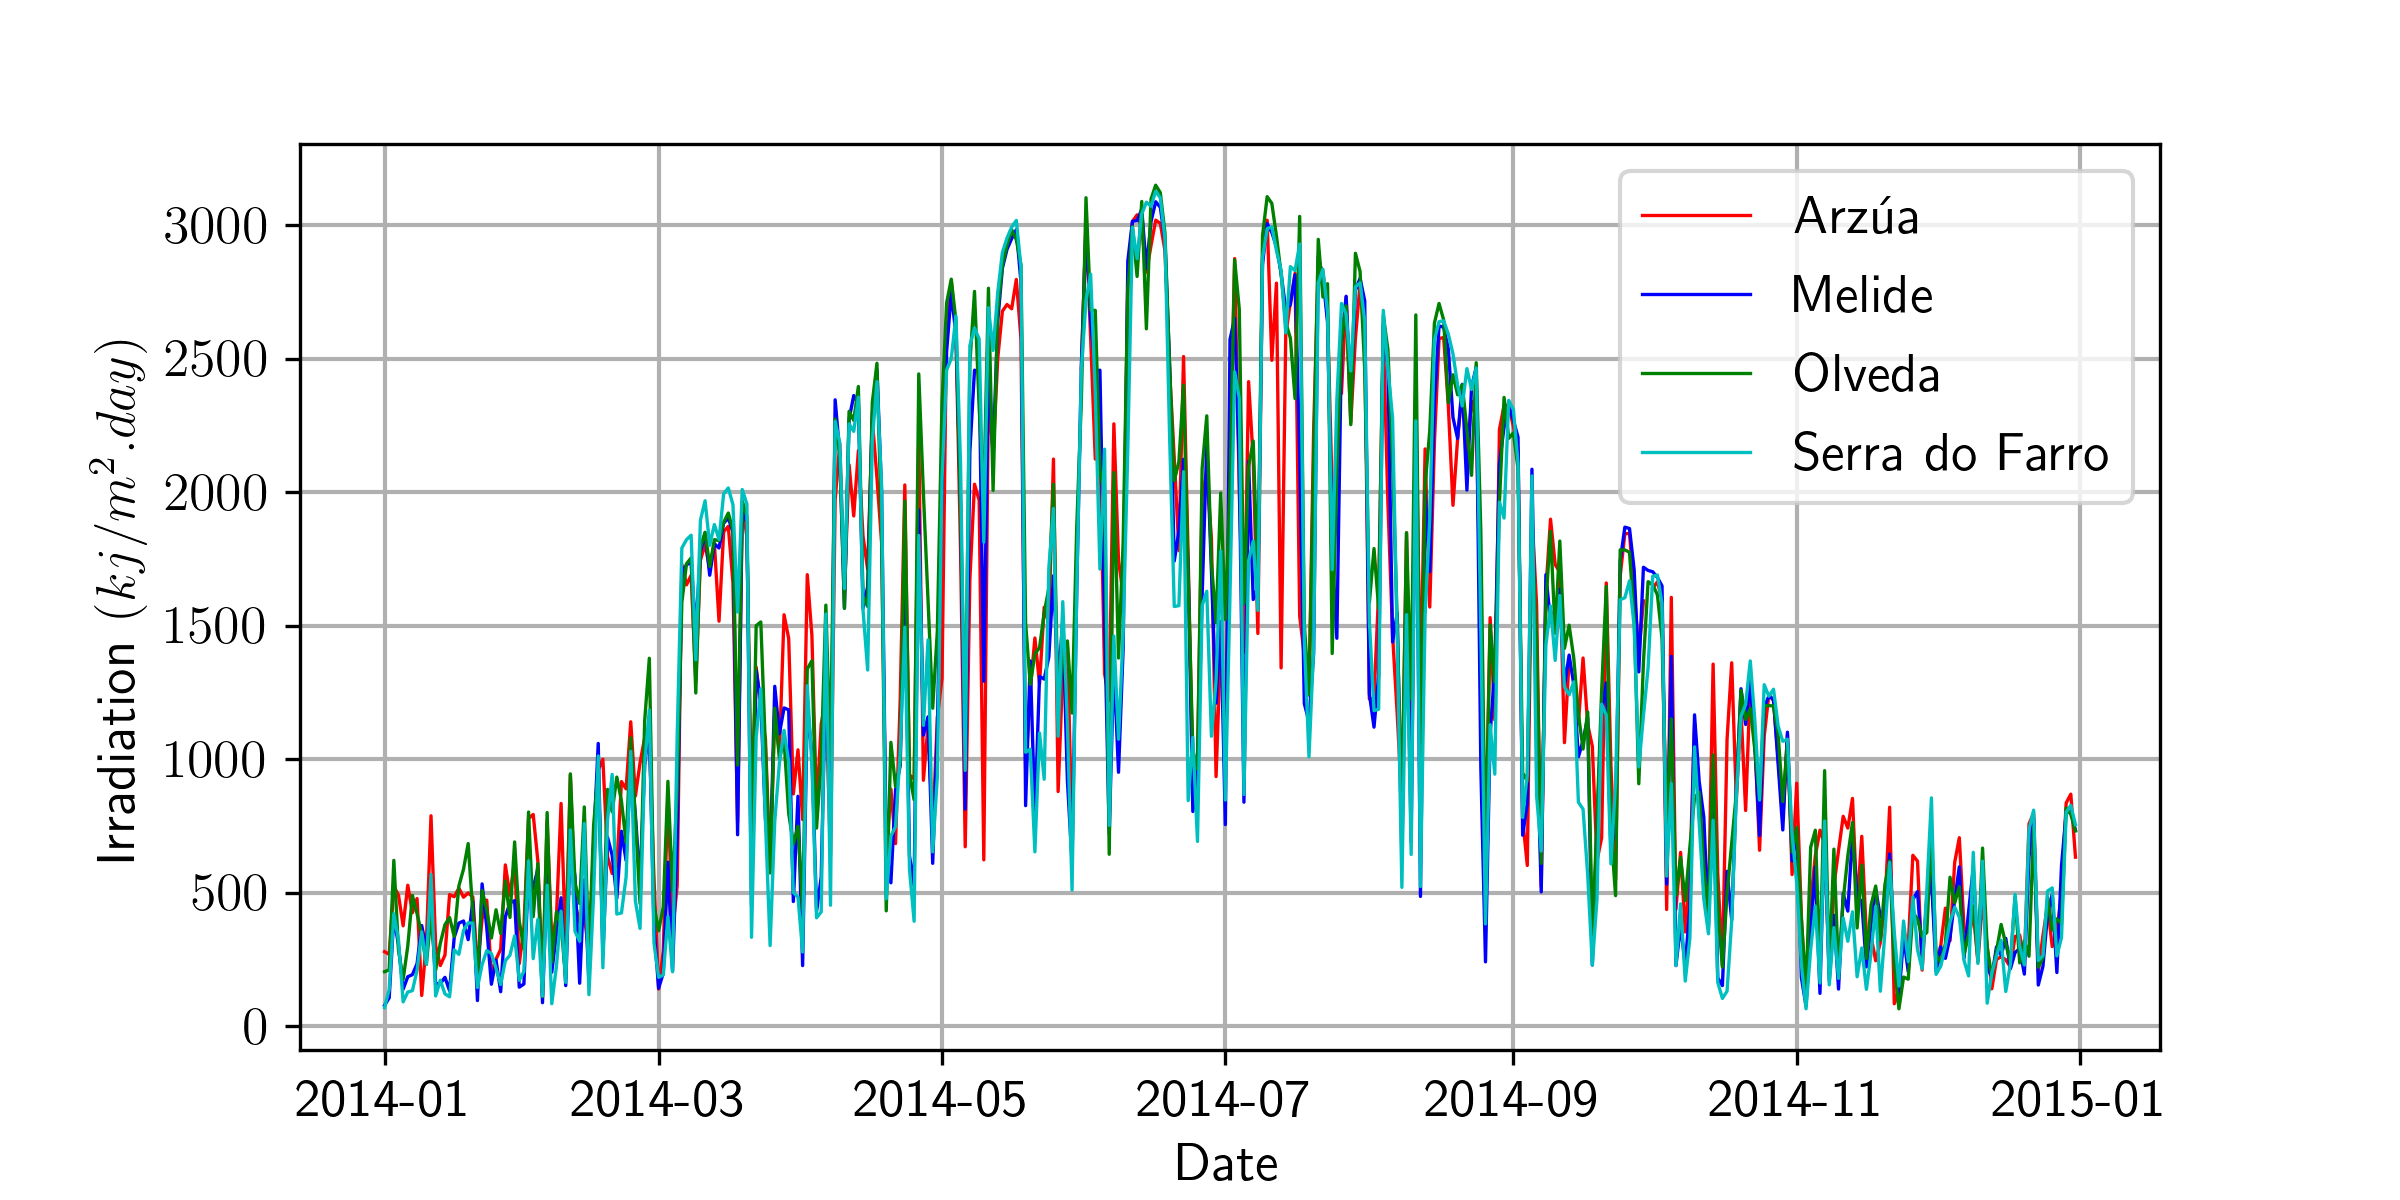 3000
2500
2000
1500
1000
500
0
Irradiation (kj/m².day)
2014-01 2014-03 2014-05 2014-07 2014-09 2014-11 2015-01
Date
Arzúa
Melide
Olveda
Serra do Farro